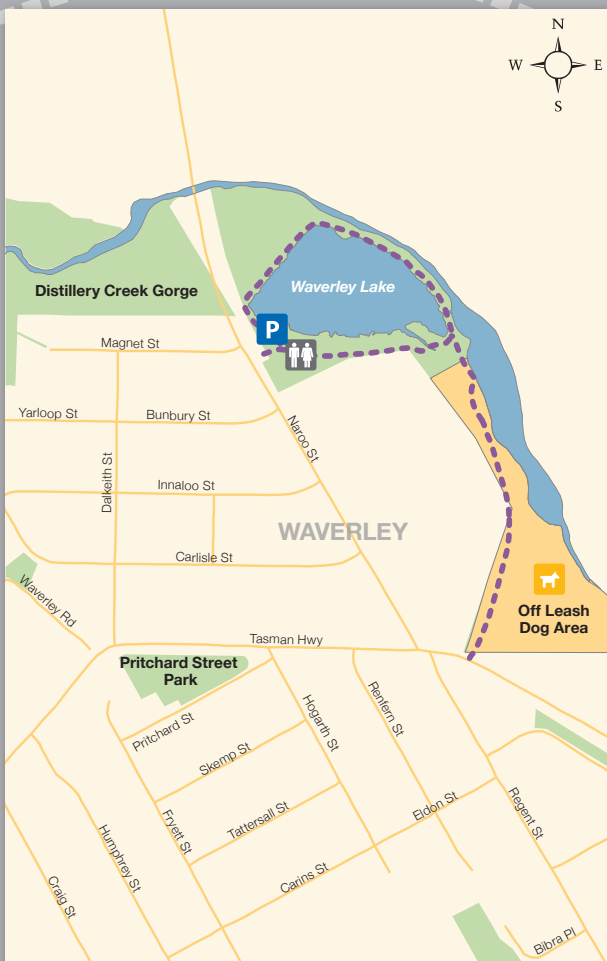 N
W
E
S
Waverley Lake
Distillery Creek Gorge
P
Magnet St
Yarloop St
Bunbury St
Naroo St
Dalkeith St
Innaloo St
WAVERLEY
Carlisle St
Waverley Rd
Off Leash
Dog Area
Tasman Hwy
Pritchard Street
Park
Pritchard St
Hogarth St
Renfern St
Skemp St
Tattersall St
Eldon St
Regent St
Fryett St
Humphrey St
Carins St
Craig St
Bibra Pl